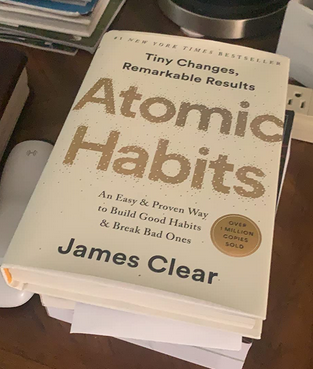 #1 NEW YORK TIMES BESTSELLER
Tiny Changes,
Remarkable Results
Atomic
Habits
An Easy & Proven Way
to Build Good Habits
& Break Bad Ones
OVER
1 MILLION
COPIES
SOLD
James Clear